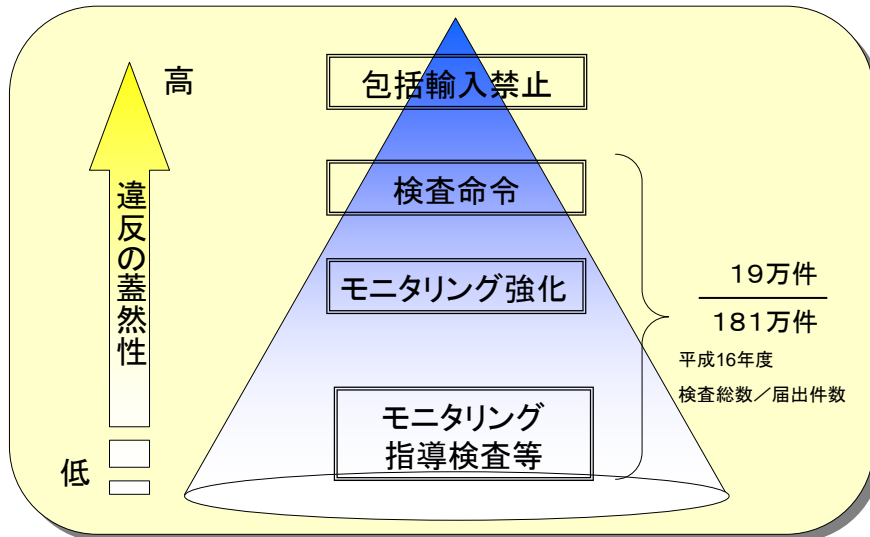 高
違反の蓋然性
低
包括輸入禁止
検査命令
モニタリング強化
モニタリング
指導検査等
19万件
181万件
平成16年度
検査総数／届出件数